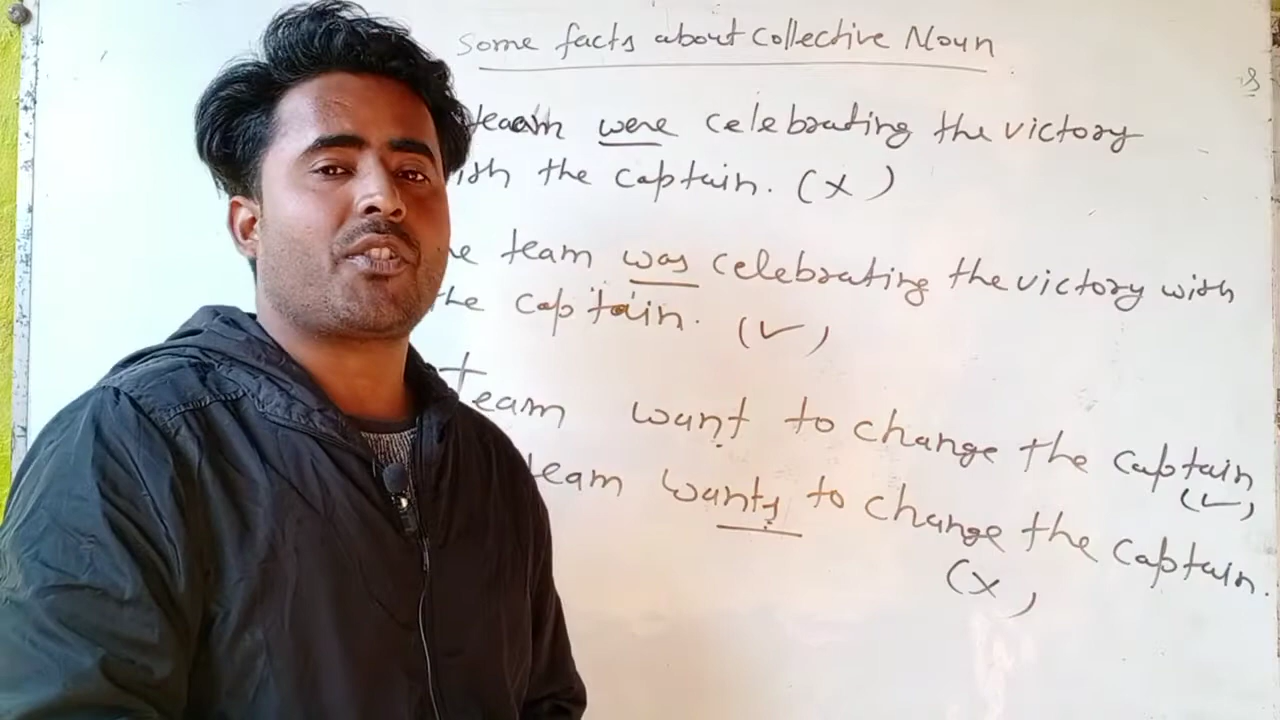 Some facts about Collective Noun
team were celebrating the victory
with the captain. (x)
team was celebrating the victory with
the captain. (✓)
Team want to change the captain
(✓)
team wants to change the captain.
(x)